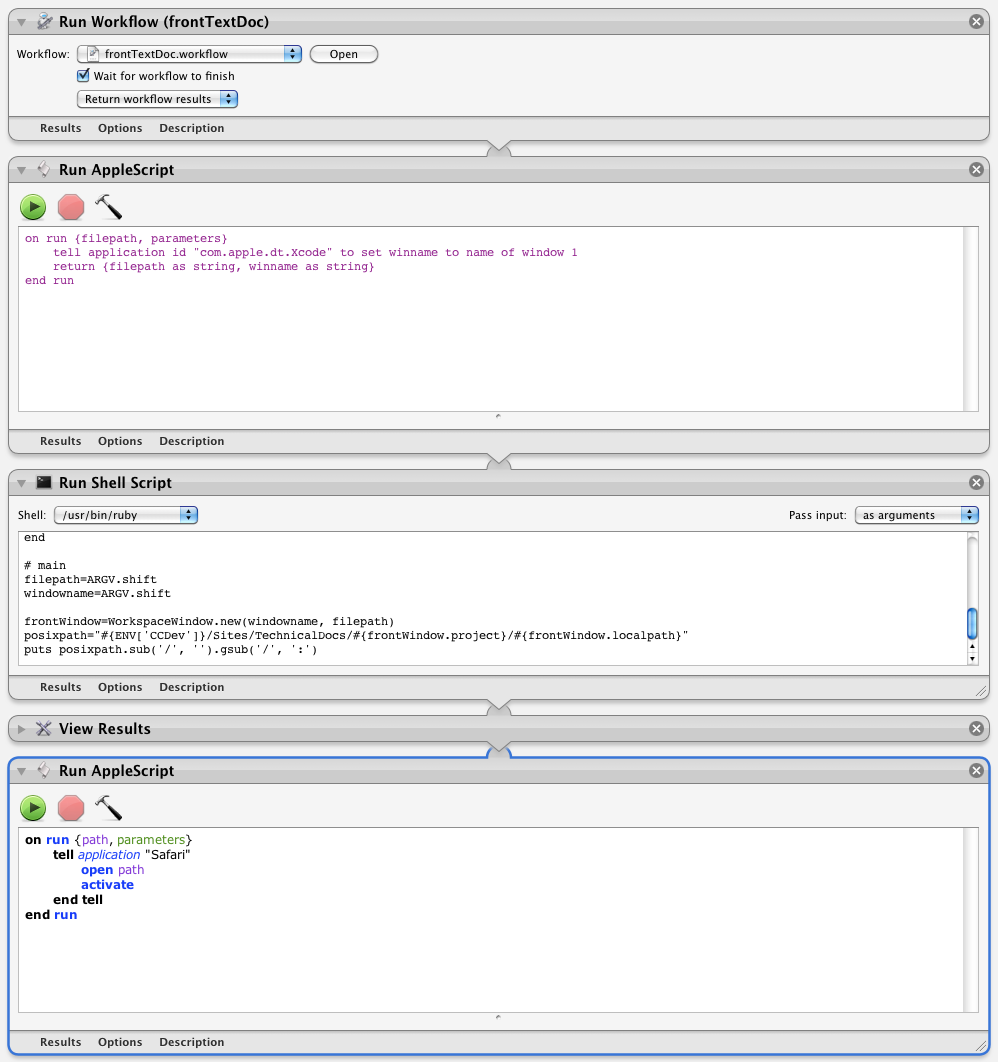 Run Workflow (frontTextDoc)
Workflow: frontTextDoc.workflow Open
Wait for workflow to finish
Return workflow results
Results Options Description
Run AppleScript
on run {filepath, parameters}
    tell application id "com.apple.dt.Xcode" to set winname to name of window 1
    return {filepath as string, winname as string}
end run
Results Options Description
Run Shell Script
Shell: /usr/bin/ruby Pass input: as arguments
end
# main
filepath=ARGV.shift
windowname=ARGV.shift
frontWindow=WorkspaceWindow.new(windowname, filepath)
posixpath="#{ENV['CCDev']}/Sites/TechnicalDocs/#{frontWindow.project}/#{frontWindow.localpath}"
puts posixpath.sub('/', '').gsub('/', ':')
Results Options Description
View Results
Run AppleScript
on run {path, parameters}
    tell application "Safari"
        open path
        activate
    end tell
end run
Results Options Description